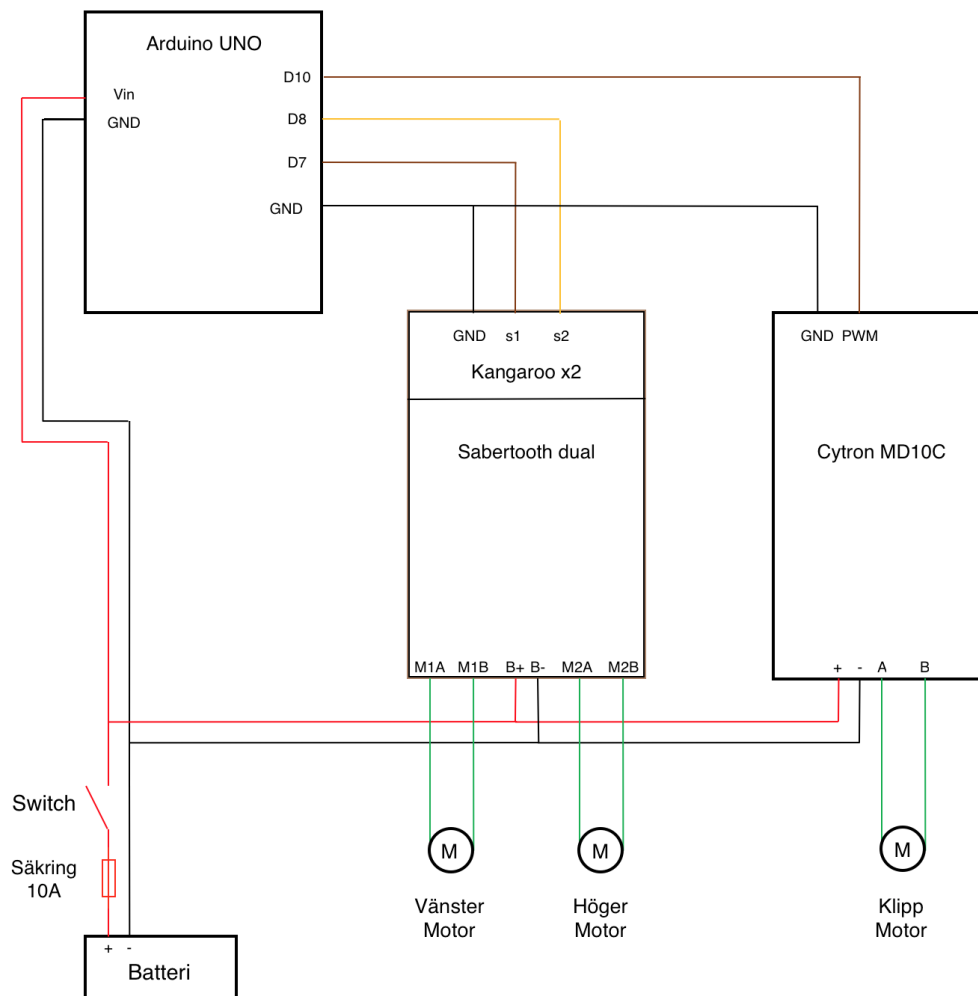 Arduino UNO
D10
Vin
GND
D8
D7
GND
GND s1 s2
Kangaroo x2
Sabertooth dual
M1A M1B B+ B- M2A M2B
GND PWM
Cytron MD10C
+ - A B
Switch
Säkring
10A
+ -
Batteri
M
Vänster
Motor
M
Höger
Motor
M
Klipp
Motor